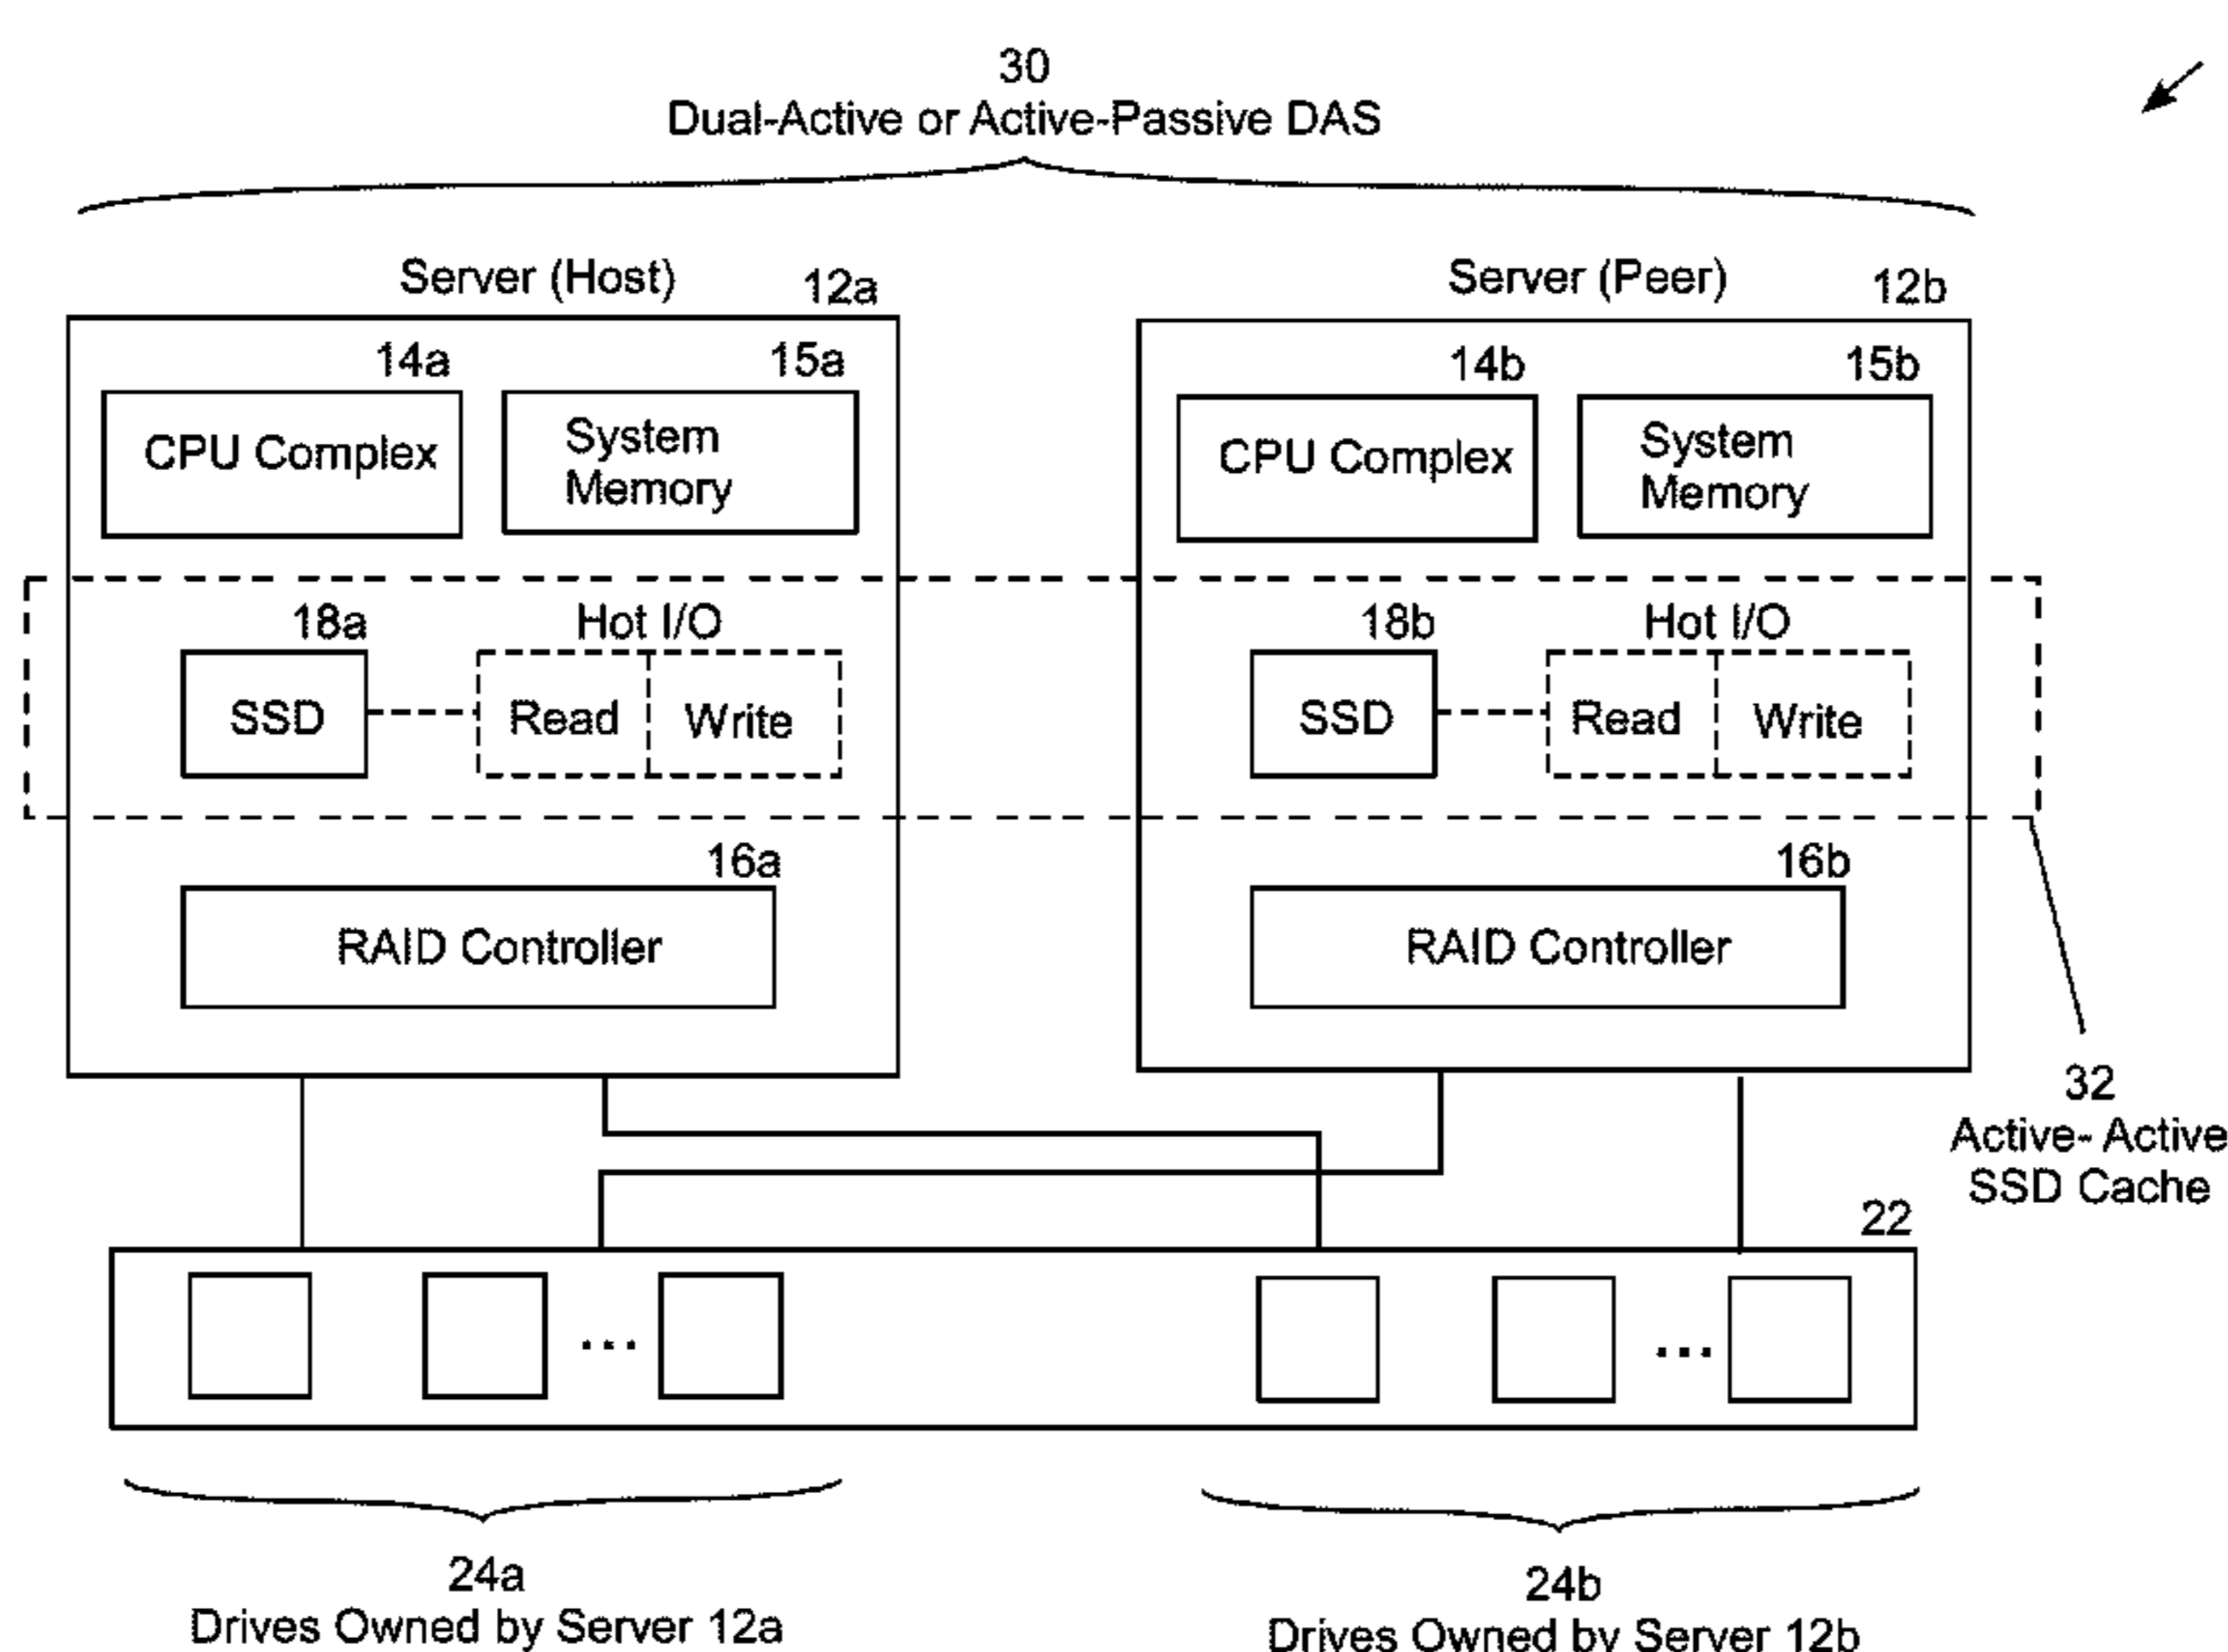 30
Dual-Active or Active-Passive DAS
Server (Host)
12a
Server (Peer)
12b
14a
15a
14b
15b
CPU Complex
System
Memory
CPU Complex
System
Memory
18a
Hot I/O
18b
Hot I/O
SSD
Read
Write
SSD
Read
Write
16a
16b
RAID Controller
RAID Controller
32
Active- Active
SSD Cache
22
...
...
24a
Drives Owned by Server 12a
24b
Drives Owned by Server 12b